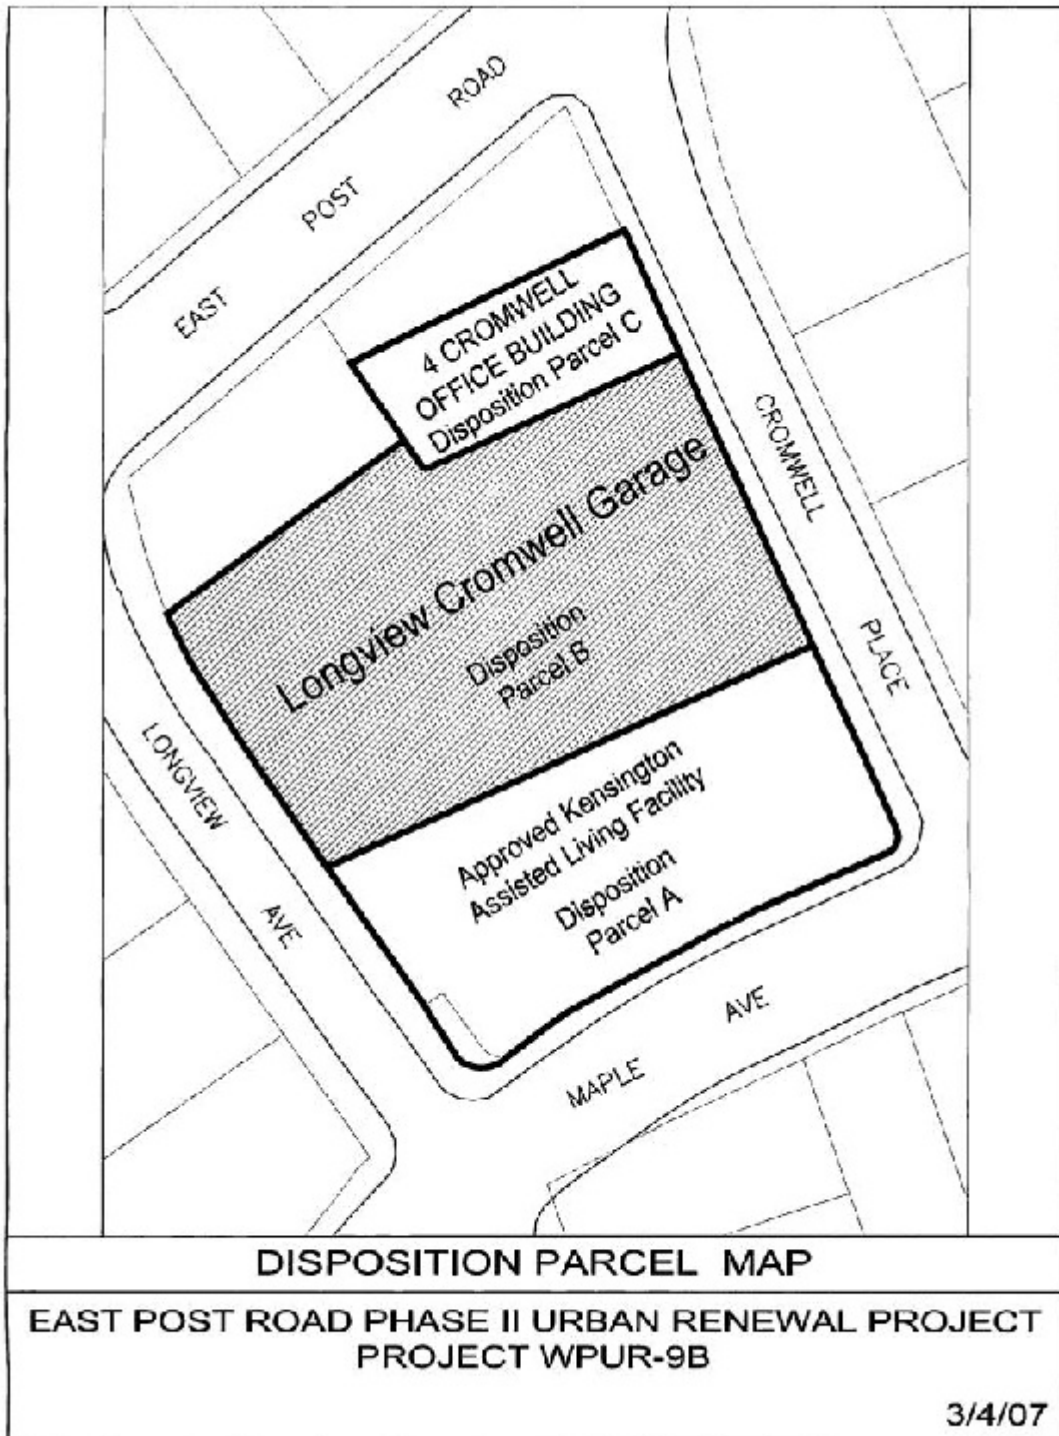 ROAD
POST
EAST
4 CROMWELL
OFFICE BUILDING
Disposition Parcel C
CROMWELL
PLACE
Longview Cromwell Garage
Disposition
Parcel B
LONGVIEW
AVE
Approved Kensington
Assisted Living Facility
Disposition
Parcel A
AVE
MAPLE
DISPOSITION PARCEL MAP
EAST POST ROAD PHASE II URBAN RENEWAL PROJECT
PROJECT WPUR-9B
3/4/07